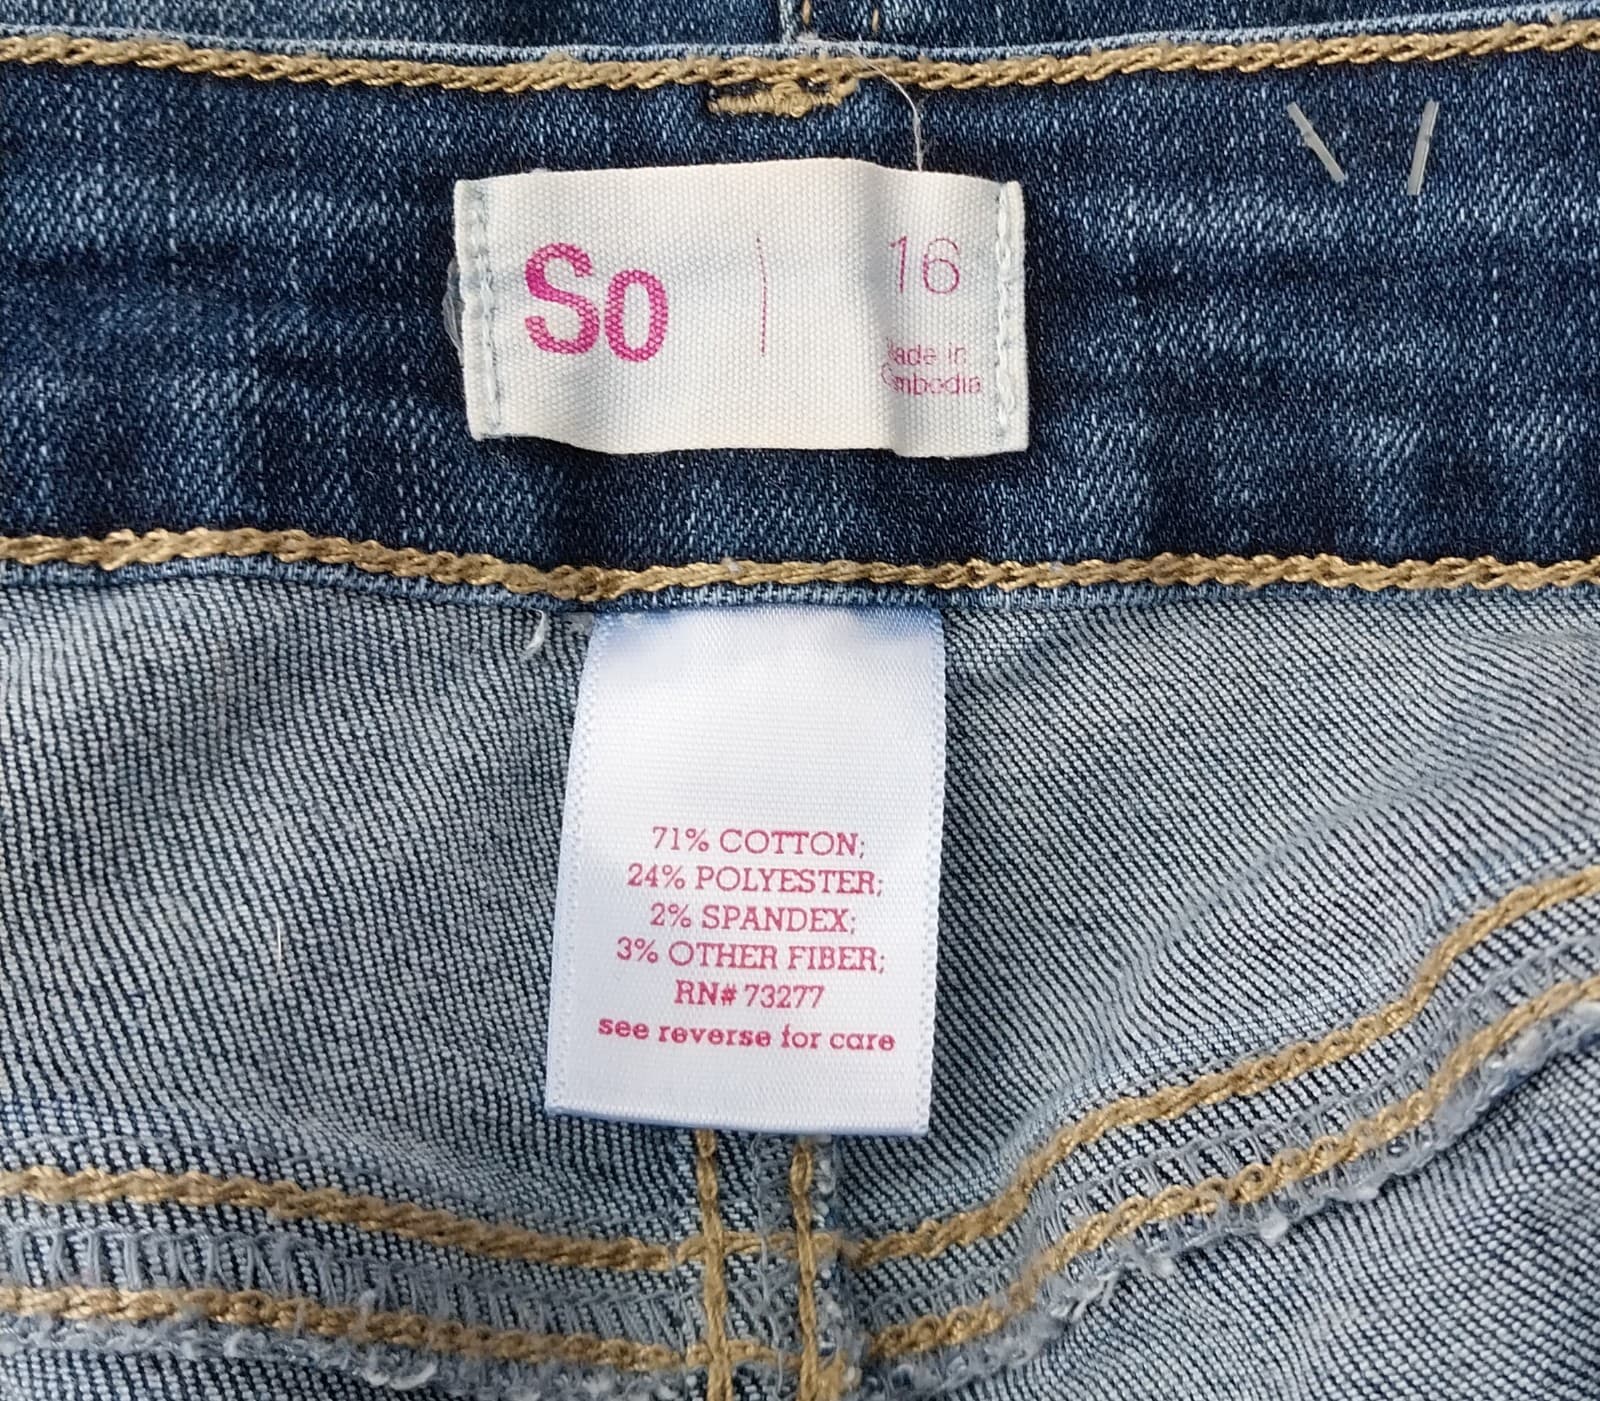 So
16
Made in
Cambodia
71% COTTON;
24% POLYESTER;
2% SPANDEX;
3% OTHER FIBER;
RN# 73277
see reverse for care